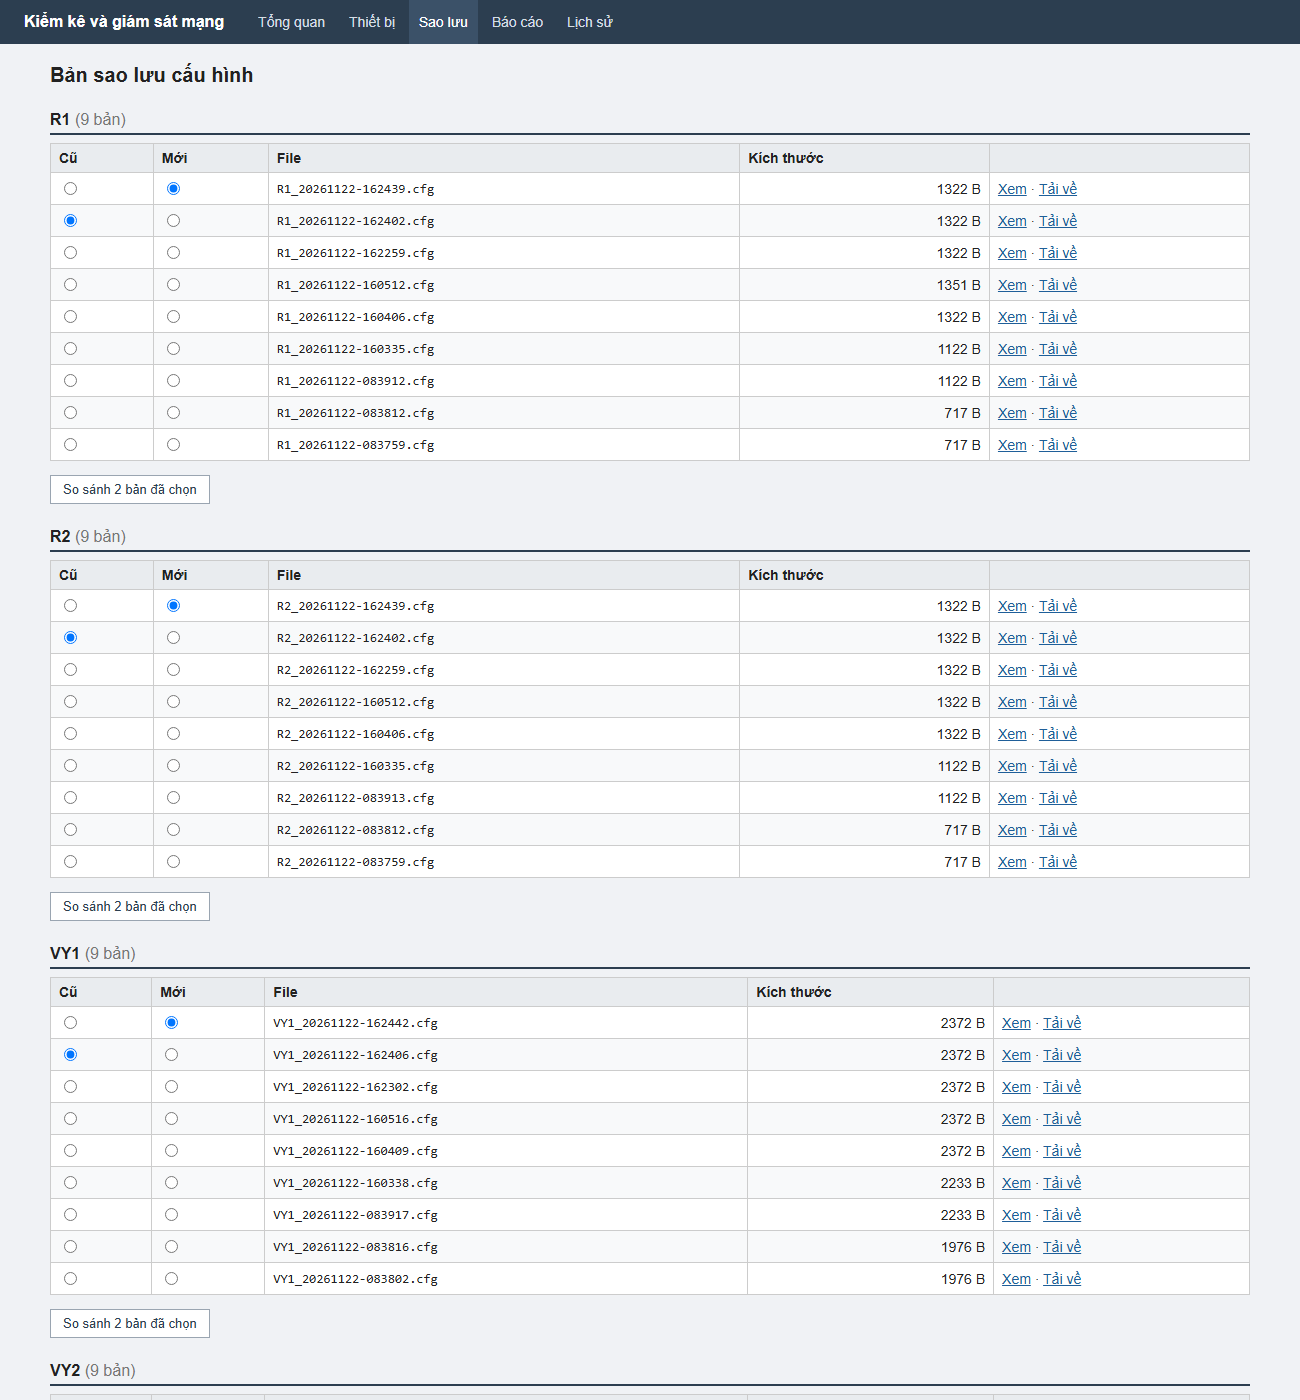 Kiểm kê và giám sát mạng Tổng quan Thiết bị Sao lưu Báo cáo Lịch sử
Bản sao lưu cấu hình
R1 (9 bản)
Cũ Mới File Kích thước
R1_20261122-162439.cfg 1322 B Xem · Tải về
R1_20261122-162402.cfg 1322 B Xem · Tải về
R1_20261122-162259.cfg 1322 B Xem · Tải về
R1_20261122-160512.cfg 1351 B Xem · Tải về
R1_20261122-160406.cfg 1322 B Xem · Tải về
R1_20261122-160335.cfg 1122 B Xem · Tải về
R1_20261122-083912.cfg 1122 B Xem · Tải về
R1_20261122-083812.cfg 717 B Xem · Tải về
R1_20261122-083759.cfg 717 B Xem · Tải về
So sánh 2 bản đã chọn
R2 (9 bản)
Cũ Mới File Kích thước
R2_20261122-162439.cfg 1322 B Xem · Tải về
R2_20261122-162402.cfg 1322 B Xem · Tải về
R2_20261122-162259.cfg 1322 B Xem · Tải về
R2_20261122-160512.cfg 1322 B Xem · Tải về
R2_20261122-160406.cfg 1322 B Xem · Tải về
R2_20261122-160335.cfg 1122 B Xem · Tải về
R2_20261122-083913.cfg 1122 B Xem · Tải về
R2_20261122-083812.cfg 717 B Xem · Tải về
R2_20261122-083759.cfg 717 B Xem · Tải về
So sánh 2 bản đã chọn
VY1 (9 bản)
Cũ Mới File Kích thước
VY1_20261122-162442.cfg 2372 B Xem · Tải về
VY1_20261122-162406.cfg 2372 B Xem · Tải về
VY1_20261122-162302.cfg 2372 B Xem · Tải về
VY1_20261122-160516.cfg 2372 B Xem · Tải về
VY1_20261122-160409.cfg 2372 B Xem · Tải về
VY1_20261122-160338.cfg 2233 B Xem · Tải về
VY1_20261122-083917.cfg 2233 B Xem · Tải về
VY1_20261122-083816.cfg 1976 B Xem · Tải về
VY1_20261122-083802.cfg 1976 B Xem · Tải về
So sánh 2 bản đã chọn
VY2 (9 bản)